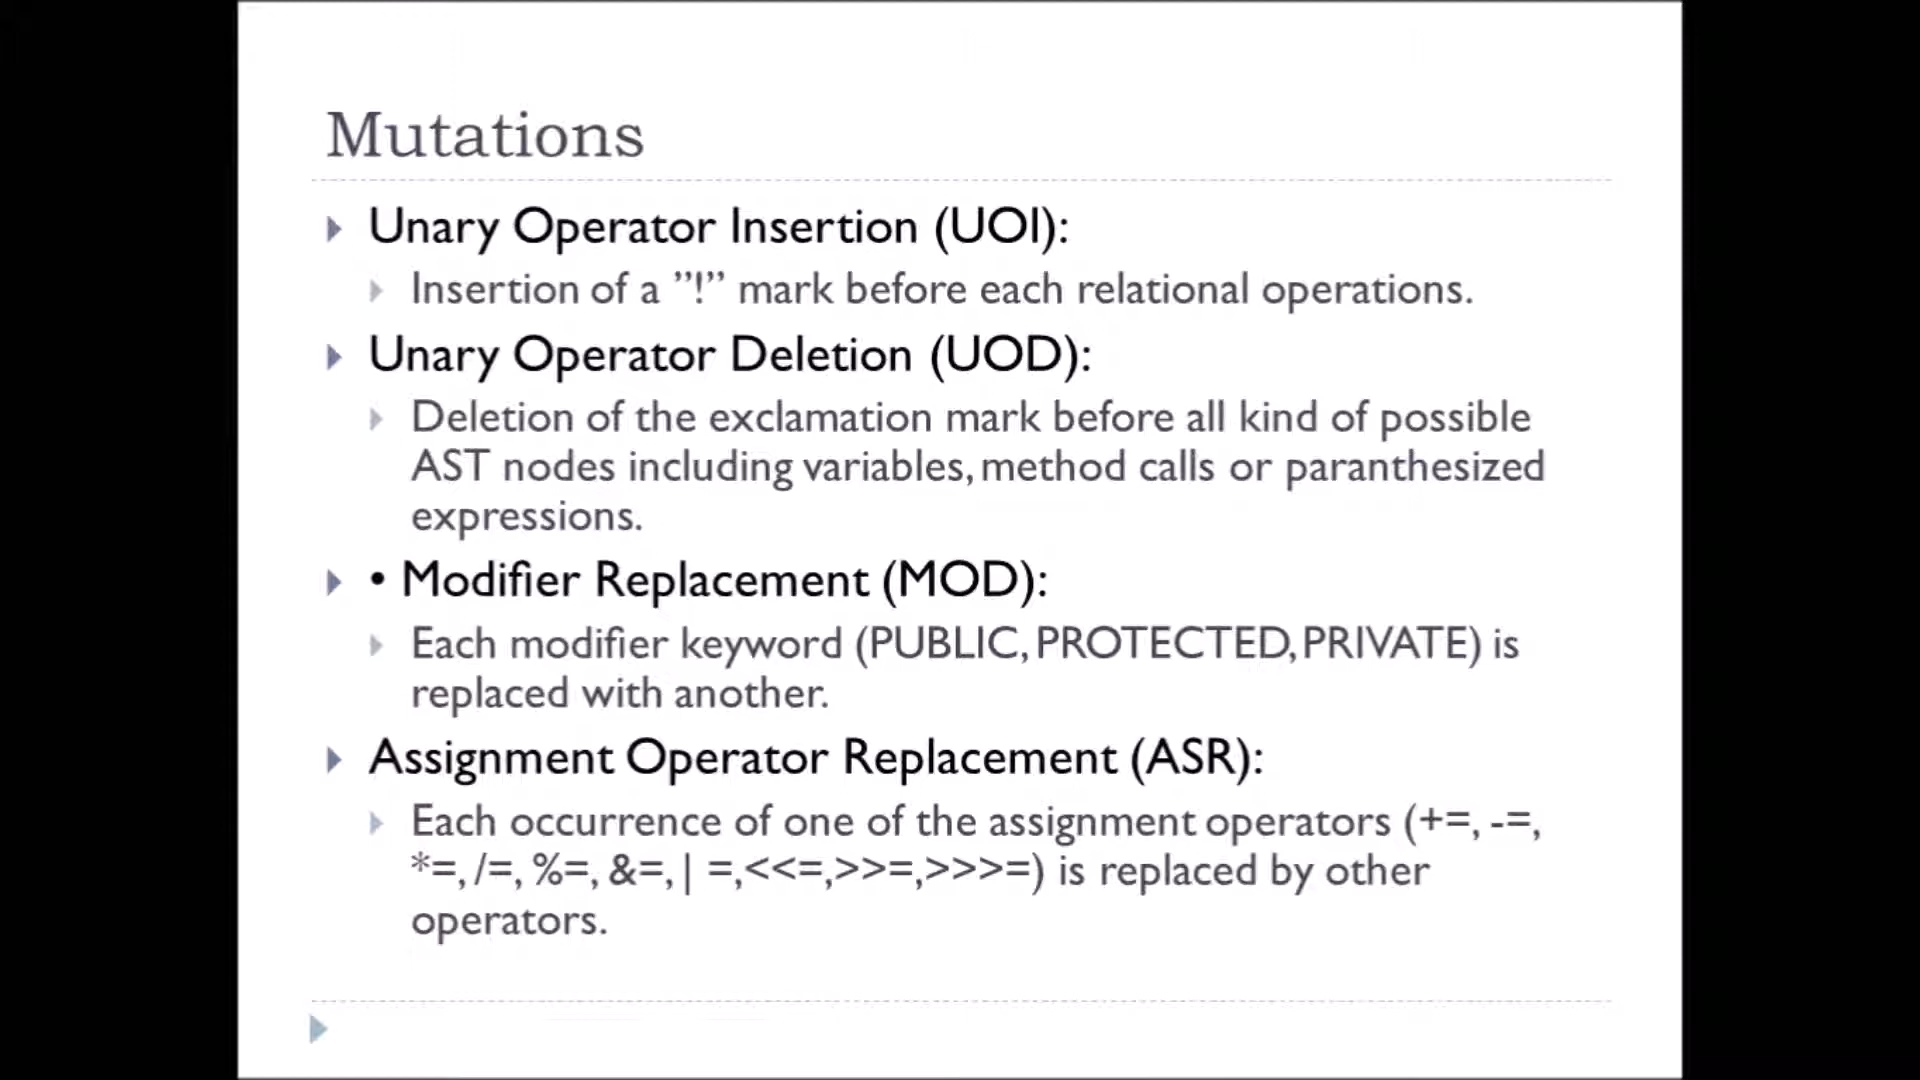 Mutations
Unary Operator Insertion (UOI):
Insertion of a ”!” mark before each relational operations.
Unary Operator Deletion (UOD):
Deletion of the exclamation mark before all kind of possible
AST nodes including variables, method calls or paranthesized
expressions.
• Modifier Replacement (MOD):
Each modifier keyword (PUBLIC, PROTECTED, PRIVATE) is
replaced with another.
Assignment Operator Replacement (ASR):
Each occurrence of one of the assignment operators (+=, -=,
*=, /=, %=, &=, | =,<<=,>>=,>>>=) is replaced by other
operators.